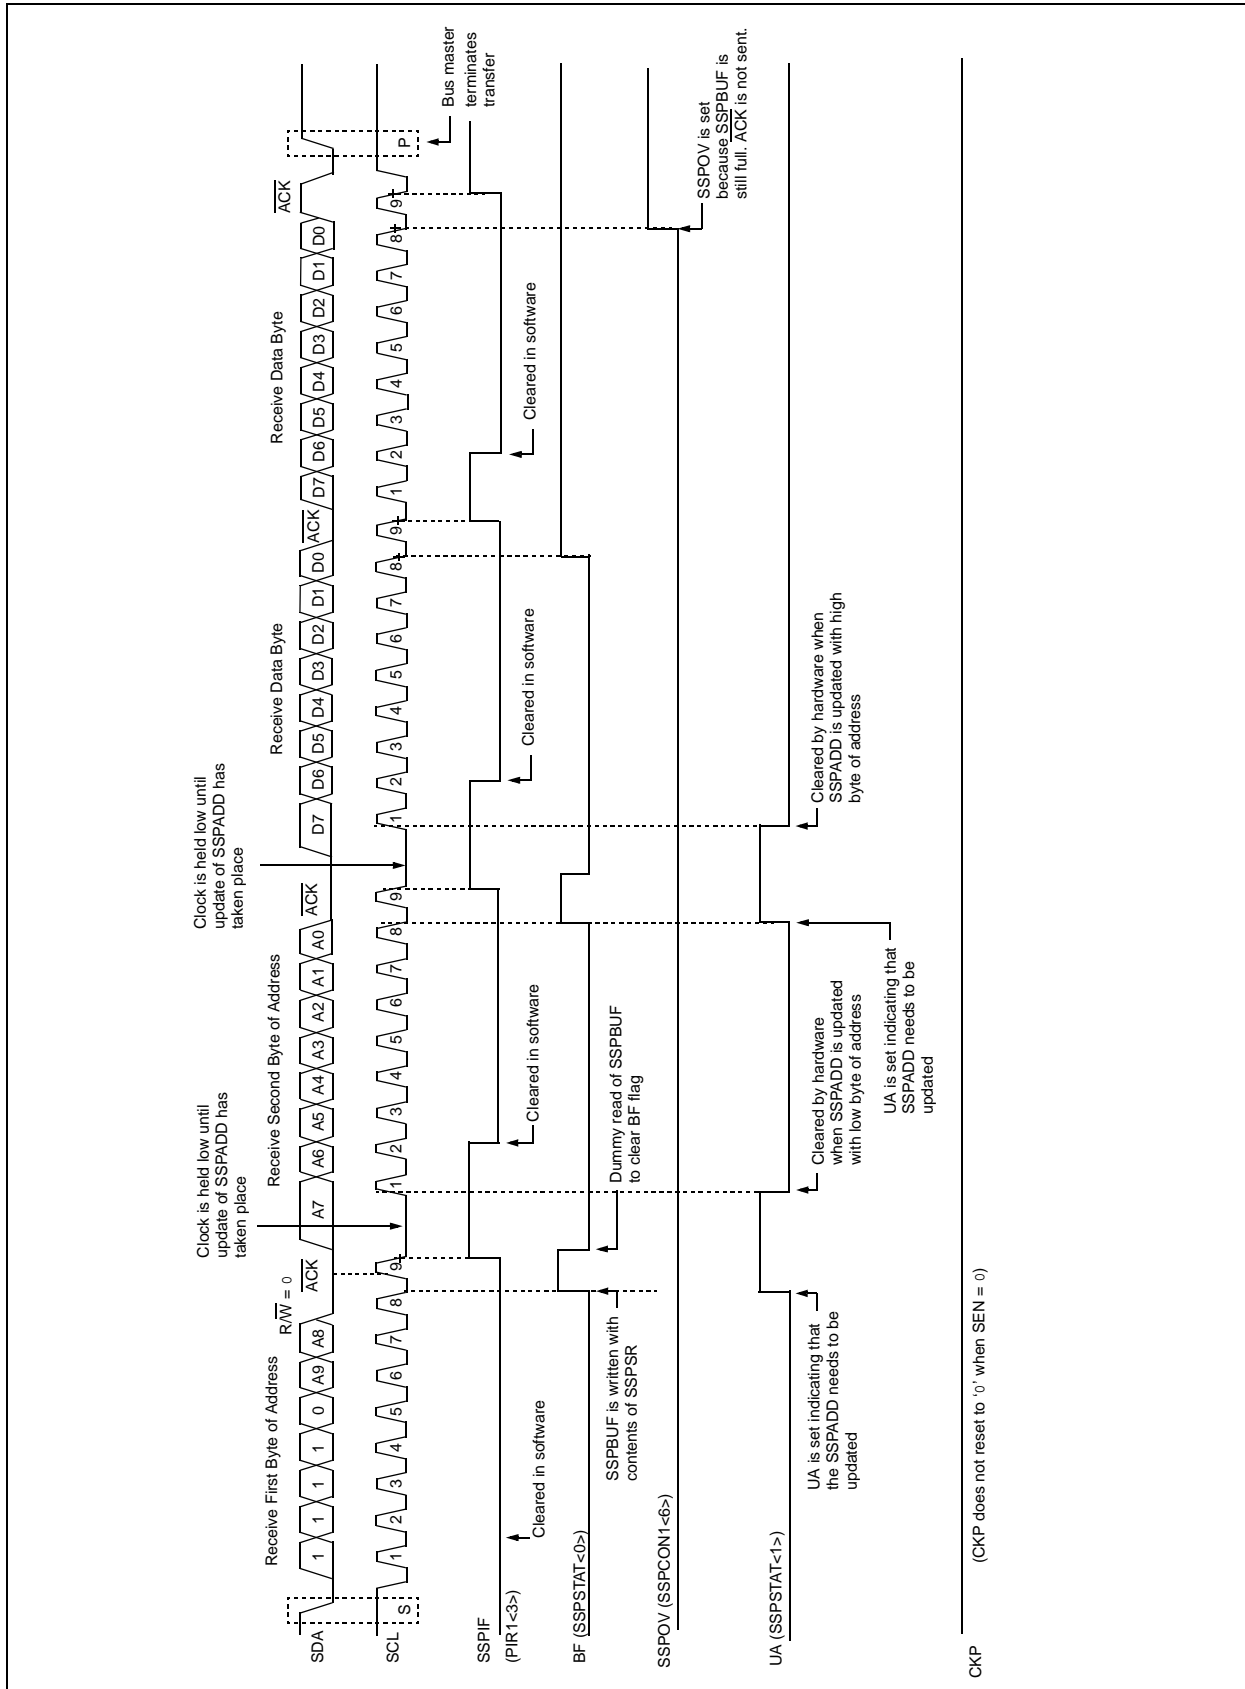 Clock is held low until
update of SSPADD has
taken place
Clock is held low until
update of SSPADD has
taken place
Receive First Byte of Address
R/W = 0
Receive Second Byte of Address
Receive Data Byte
Receive Data Byte
ACK
ACK
ACK
ACK
SDA
1
1
1
1
0
A9
A8
A7
A6
A5
A4
A3
A2
A1
A0
D7
D6
D5
D4
D3
D2
D1
D0
D7
D6
D5
D4
D3
D2
D1
D0
SCL
S
1
2
3
4
5
6
7
8
9
1
2
3
4
5
6
7
8
9
1
2
3
4
5
6
7
8
9
1
2
3
4
5
6
7
8
9
P
Bus master
terminates
transfer
SSPIF
(PIR1<3>)
Cleared in software
Cleared in software
Cleared in software
Cleared in software
BF (SSPSTAT<0>)
SSPBUF is written with
contents of SSPSR
Dummy read of SSPBUF
to clear BF flag
SSPOV (SSPCON1<6>)
SSPOV is set
because SSPBUF is
still full. ACK is not sent.
UA (SSPSTAT<1>)
UA is set indicating that
the SSPADD needs to be
updated
Cleared by hardware
when SSPADD is updated
with low byte of address
UA is set indicating that
SSPADD needs to be
updated
Cleared by hardware when
SSPADD is updated with high
byte of address
CKP
(CKP does not reset to ‘0’ when SEN = 0)